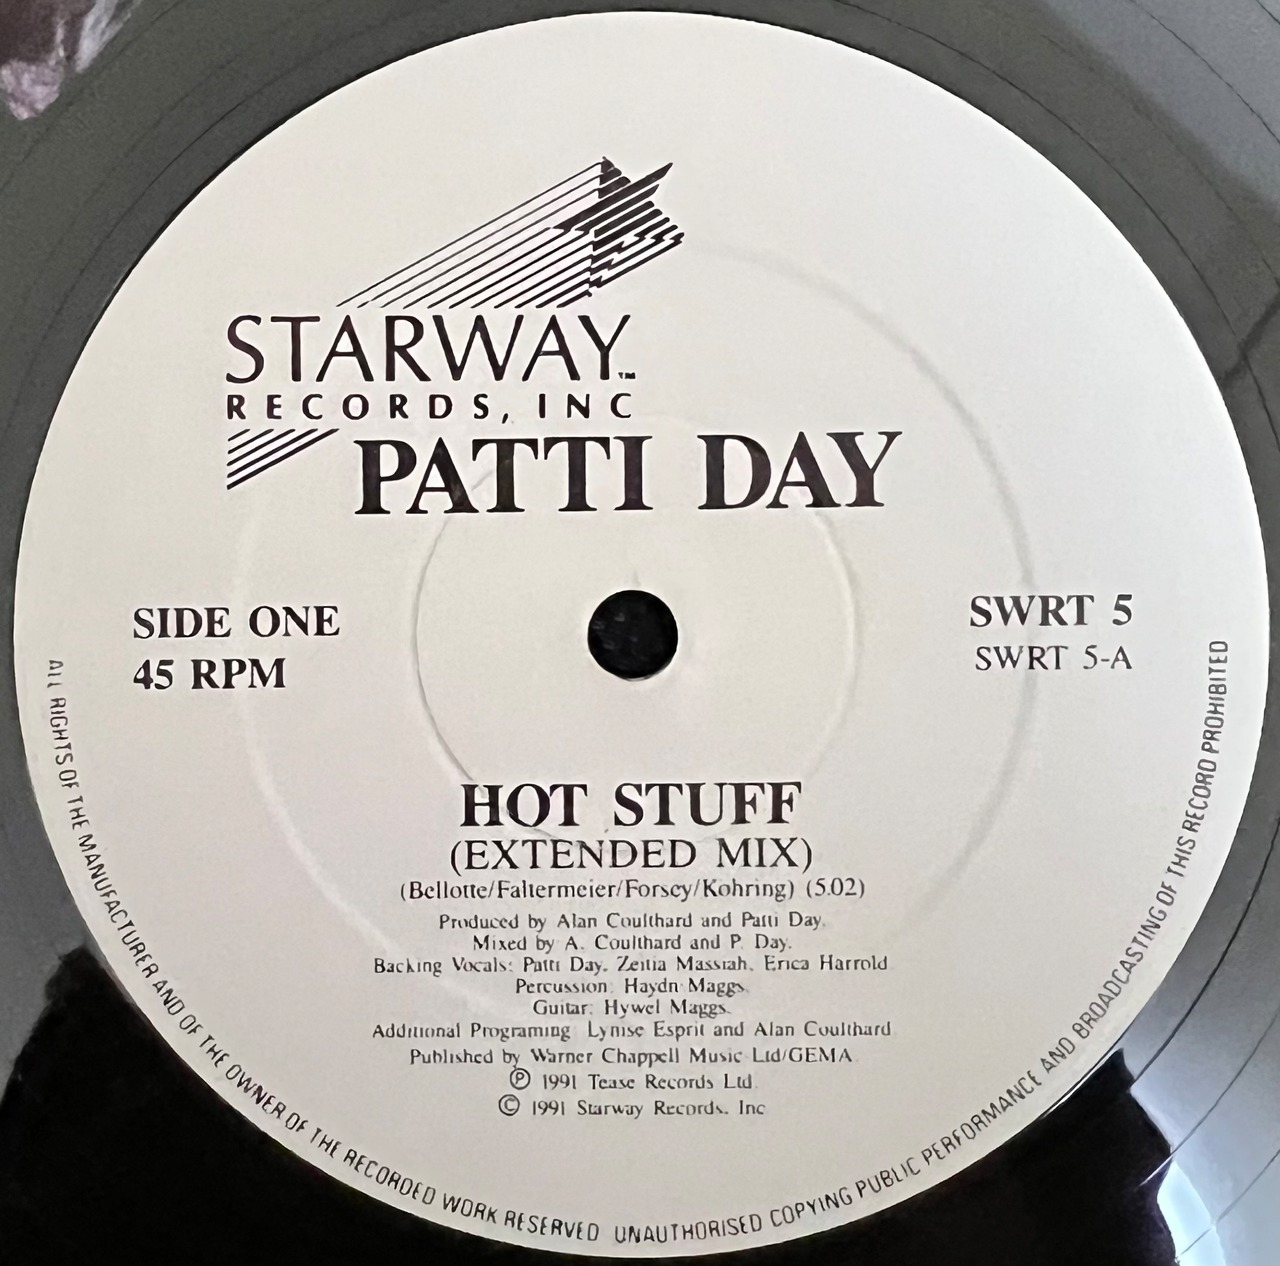 STARWAY™
RECORDS, INC
PATTI DAY
SIDE ONE
45 RPM
SWRT 5
SWRT 5-A
HOT STUFF
(EXTENDED MIX)
(Bellotte/Faltermeier/Forsey/Kohring) (5.02)
Produced by Alan Coulthard and Patti Day.
Mixed by A. Coulthard and P. Day.
Backing Vocals: Patti Day, Zeitia Massiah, Erica Harrold
Percussion: Haydn Maggs.
Guitar: Hywel Maggs.
Additional Programing: Lynise Esprit and Alan Coulthard
Published by Warner Chappell Music Ltd/GEMA
℗ 1991 Tease Records Ltd.
© 1991 Starway Records, Inc
ALL RIGHTS OF THE MANUFACTURER AND OF THE OWNER OF THE RECORDED WORK RESERVED UNAUTHORISED COPYING PUBLIC PERFORMANCE AND BROADCASTING OF THIS RECORD PROHIBITED